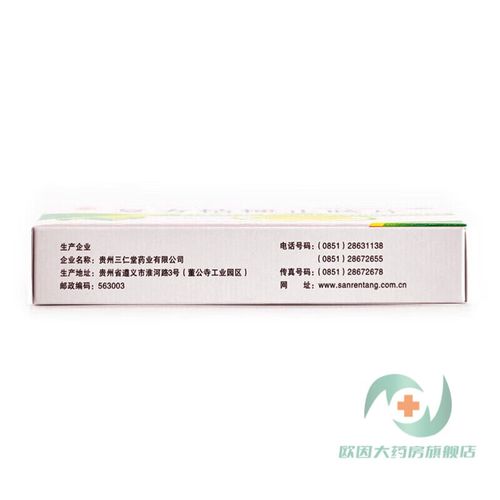 生产企业
企业名称：贵州三仁堂药业有限公司
生产地址：贵州省遵义市淮河路3号（董公寺工业园区）
邮政编码：563003
电话号码：（0851）28631138
（0851）28672655
传真号码：（0851）28672678
网 址：www.sanrentang.com.cn
欧因大药房旗舰店